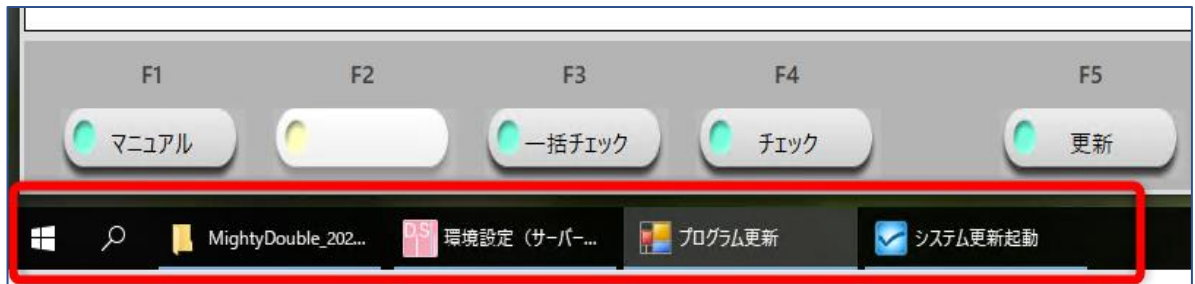 F1 F2 F3 F4 F5
マニュアル 一括チェック チェック 更新
MightyDouble_202... DSI 環境設定（サーバー... プログラム更新 システム更新起動